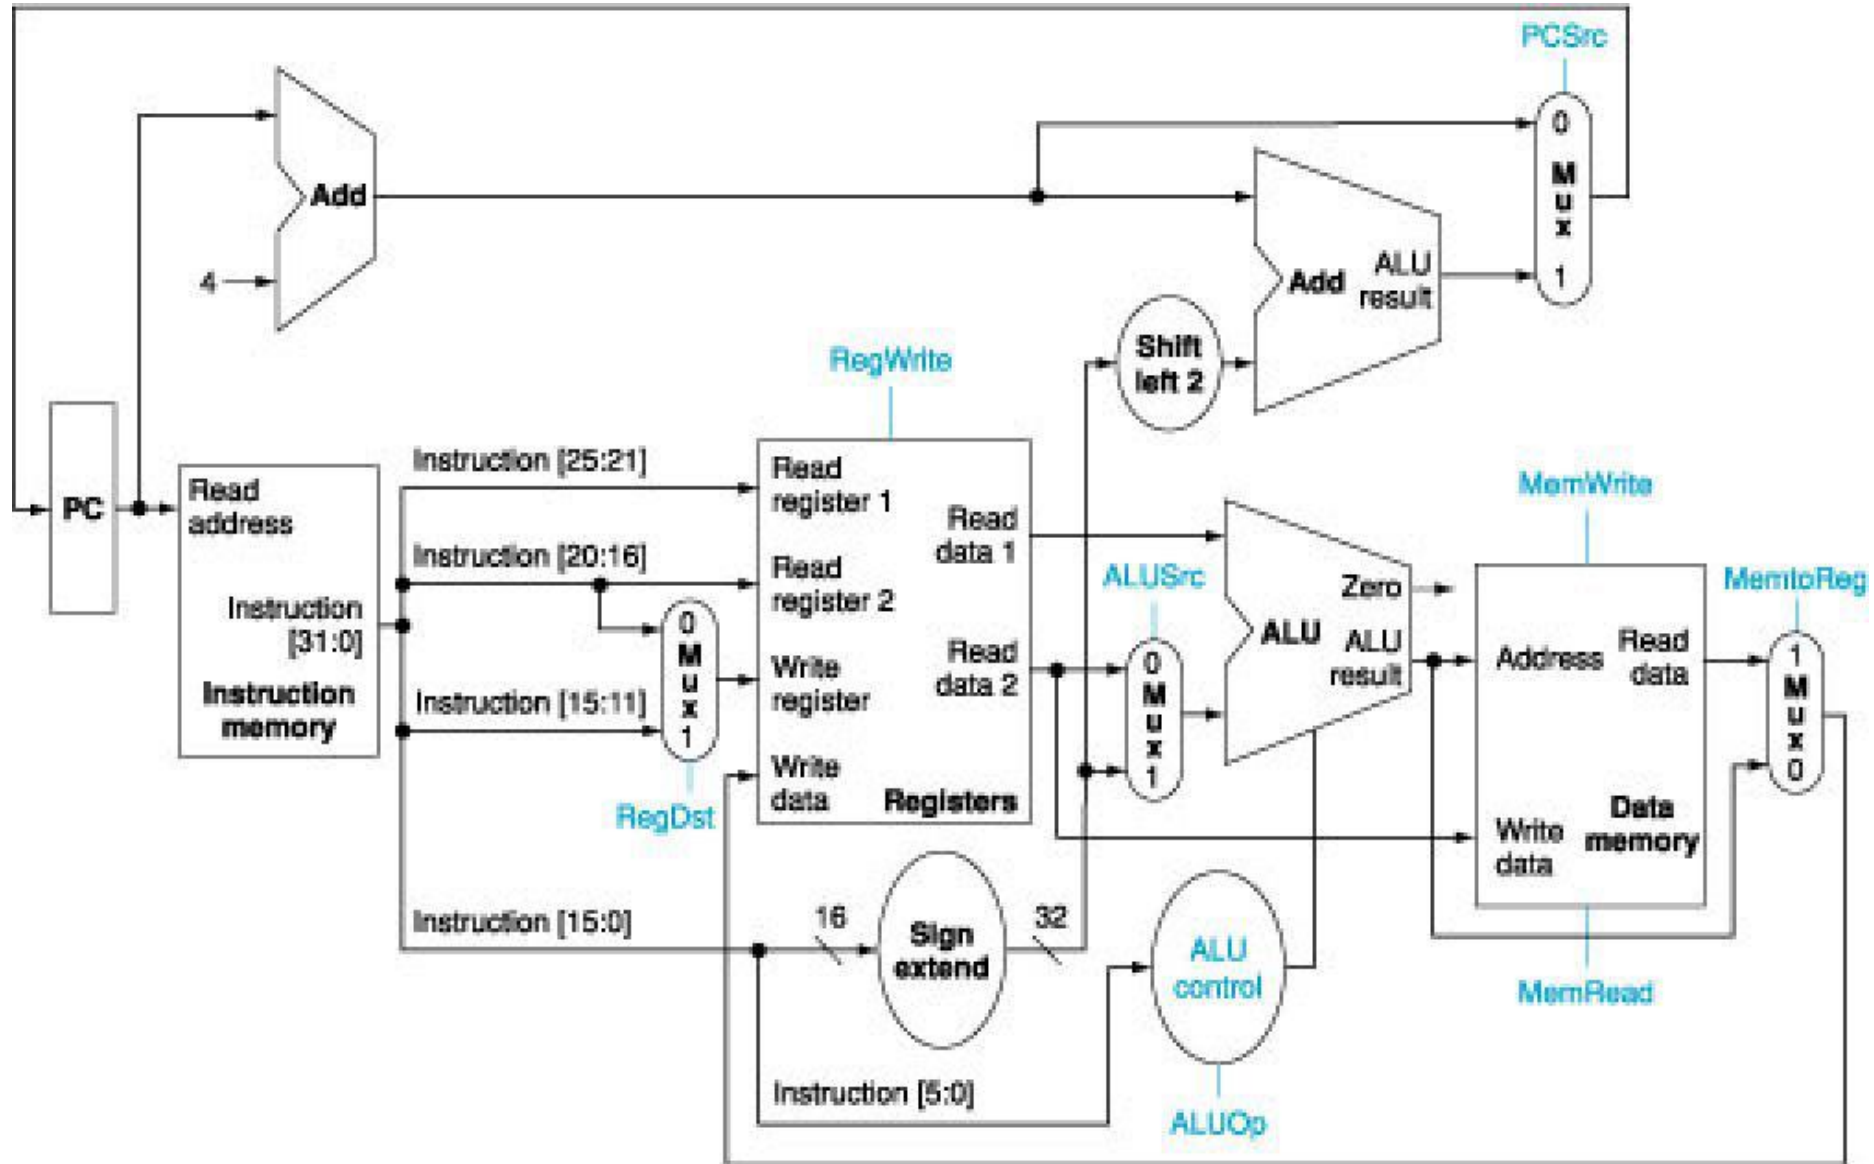 PCSrc
0
M
u
x
1
Add
4
Add
ALU
result
Shift
left 2
RegWrite
PC
Read
address
Instruction
[31:0]
Instruction
memory
Instruction [25:21]
Instruction [20:16]
Instruction [15:11]
Instruction [15:0]
0
M
u
x
1
RegDst
Read
register 1
Read
register 2
Write
register
Write
data
Read
data 1
Read
data 2
Registers
ALUSrc
0
M
u
x
1
Zero
ALU
ALU
result
MemWrite
Address
Read
data
Write
data
Data
memory
MemRead
MemtoReg
1
M
u
x
0
16
Sign
extend
32
ALU
control
Instruction [5:0]
ALUOp